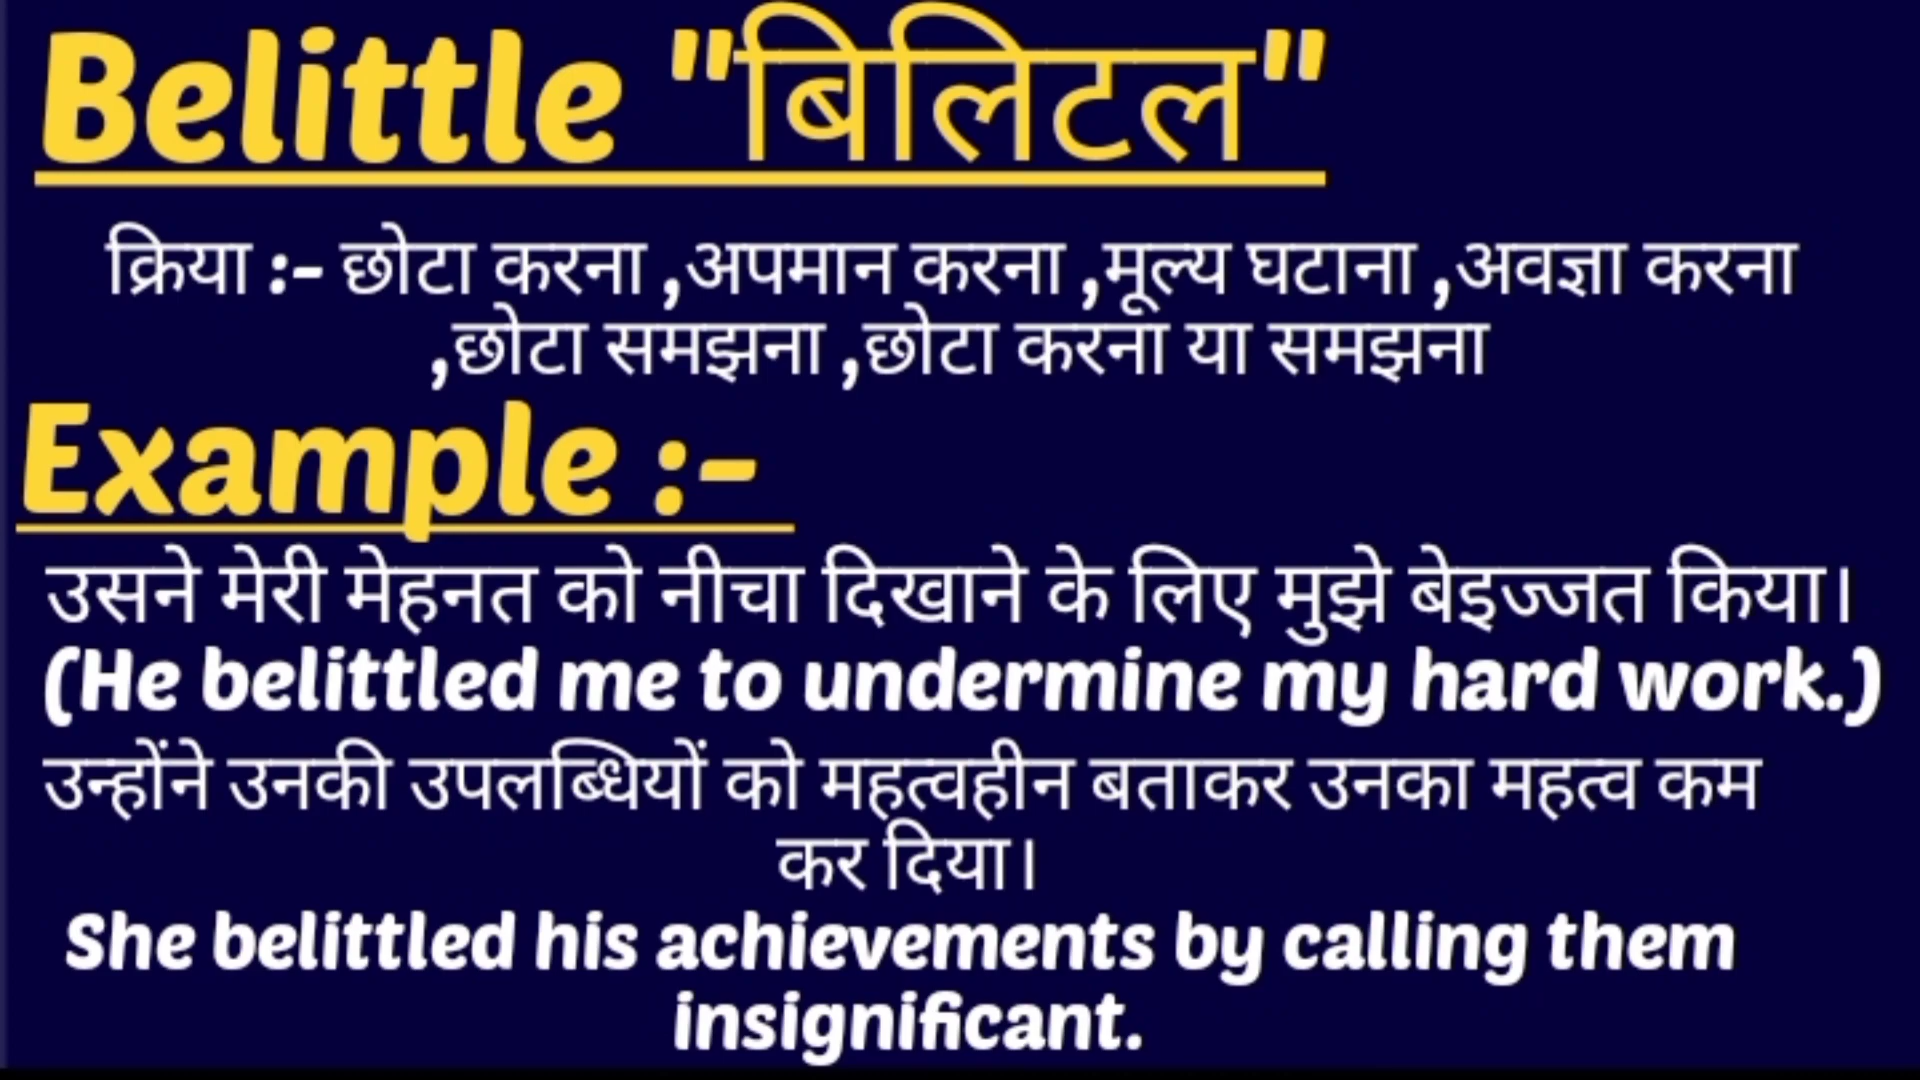 Belittle "बिलिटल"
क्रिया :- छोटा करना ,अपमान करना ,मूल्य घटाना ,अवज्ञा करना
,छोटा समझना ,छोटा करना या समझना
Example :-
उसने मेरी मेहनत को नीचा दिखाने के लिए मुझे बेइज्जत किया।
(He belittled me to undermine my hard work.)
उन्होंने उनकी उपलब्धियों को महत्वहीन बताकर उनका महत्व कम
कर दिया।
She belittled his achievements by calling them
insignificant.